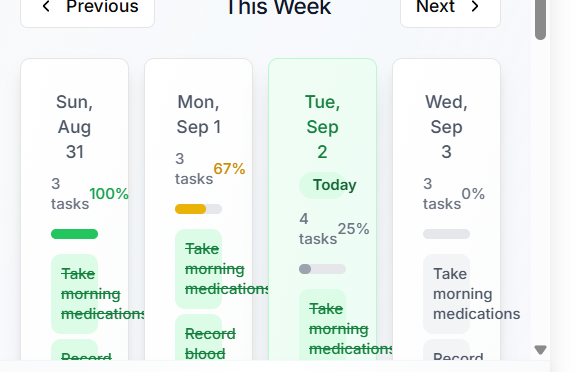 Previous
This Week
Next
Sun,
Aug
31
3
tasks
100%
Take
morning
medications
Record
Mon,
Sep 1
3
tasks
67%
Take
morning
medications
Record
blood
Tue,
Sep
2
Today
4
tasks
25%
Take
morning
medications
Wed,
Sep
3
3
tasks
0%
Take
morning
medications
Record